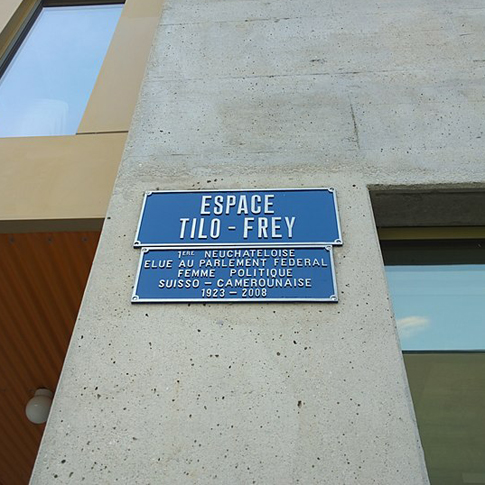 ESPACE
TILO - FREY
1ERE NEUCHATELOISE
ELUE AU PARLEMENT FEDERAL
FEMME POLITIQUE
SUISSO - CAMEROUNAISE
1923 - 2008